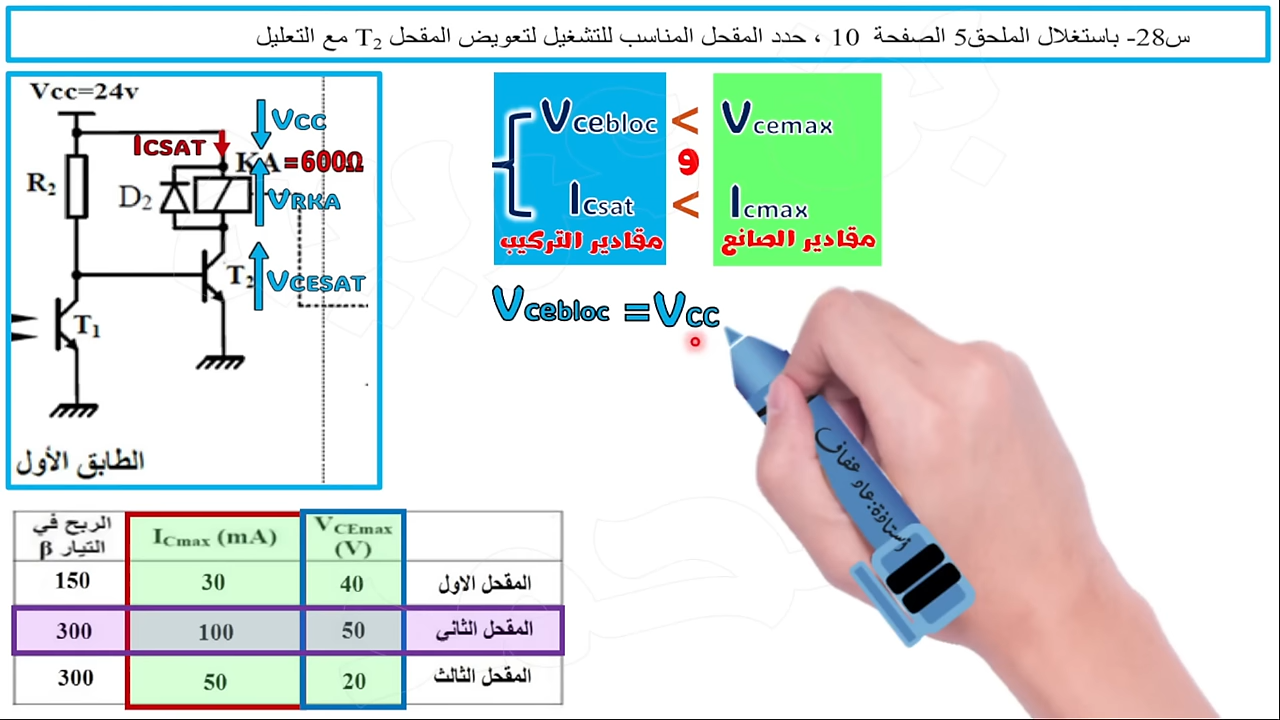 س28- باستغلال الملحق5 الصفحة 10 ، حدد المقحل المناسب للتشغيل لتعويض المقحل T₂ مع التعليل
Vcc=24v
VCC
ICSAT
KA=600Ω
R₂
D₂
VRKA
T₂
VCESAT
T₁
الطابق الأول
Vcebloc < Vcemax
و
Icsat < Icmax
مقادير التركيب
مقادير الصانع
Vcebloc =Vcc
أستاذة.عاد عفاف
VCEmax (V)
ICmax (mA)
الربح في التيار β
المقحل الاول 40 30 150
المقحل الثاني 50 100 300
المقحل الثالث 20 50 300